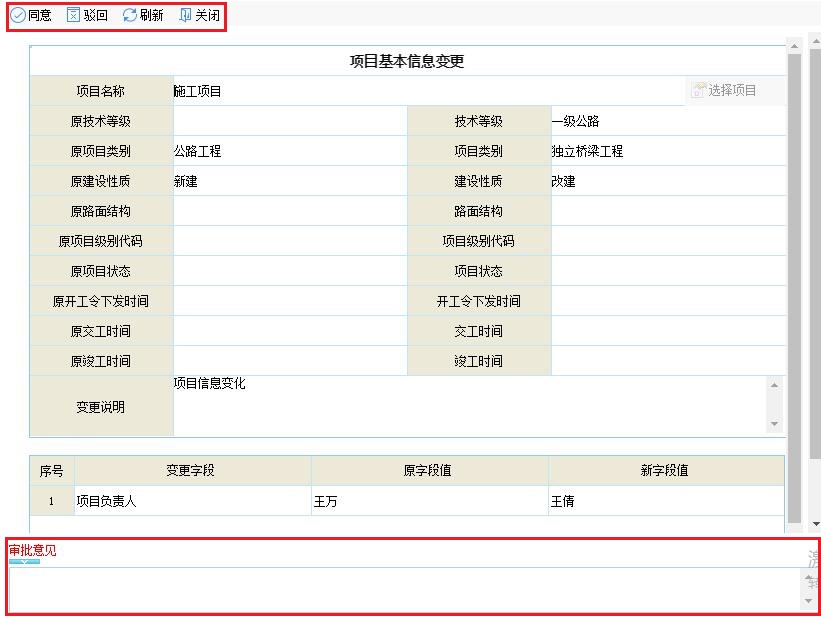 同意 驳回 刷新 关闭
项目基本信息变更
项目名称 施工项目 选择项目
原技术等级 技术等级 一级公路
原项目类别 公路工程 项目类别 独立桥梁工程
原建设性质 新建 建设性质 改建
原路面结构 路面结构
原项目级别代码 项目级别代码
原项目状态 项目状态
原开工令下发时间 开工令下发时间
原交工时间 交工时间
原竣工时间 竣工时间
变更说明 项目信息变化
序号 变更字段 原字段值 新字段值
1 项目负责人 王万 王倩
审批意见